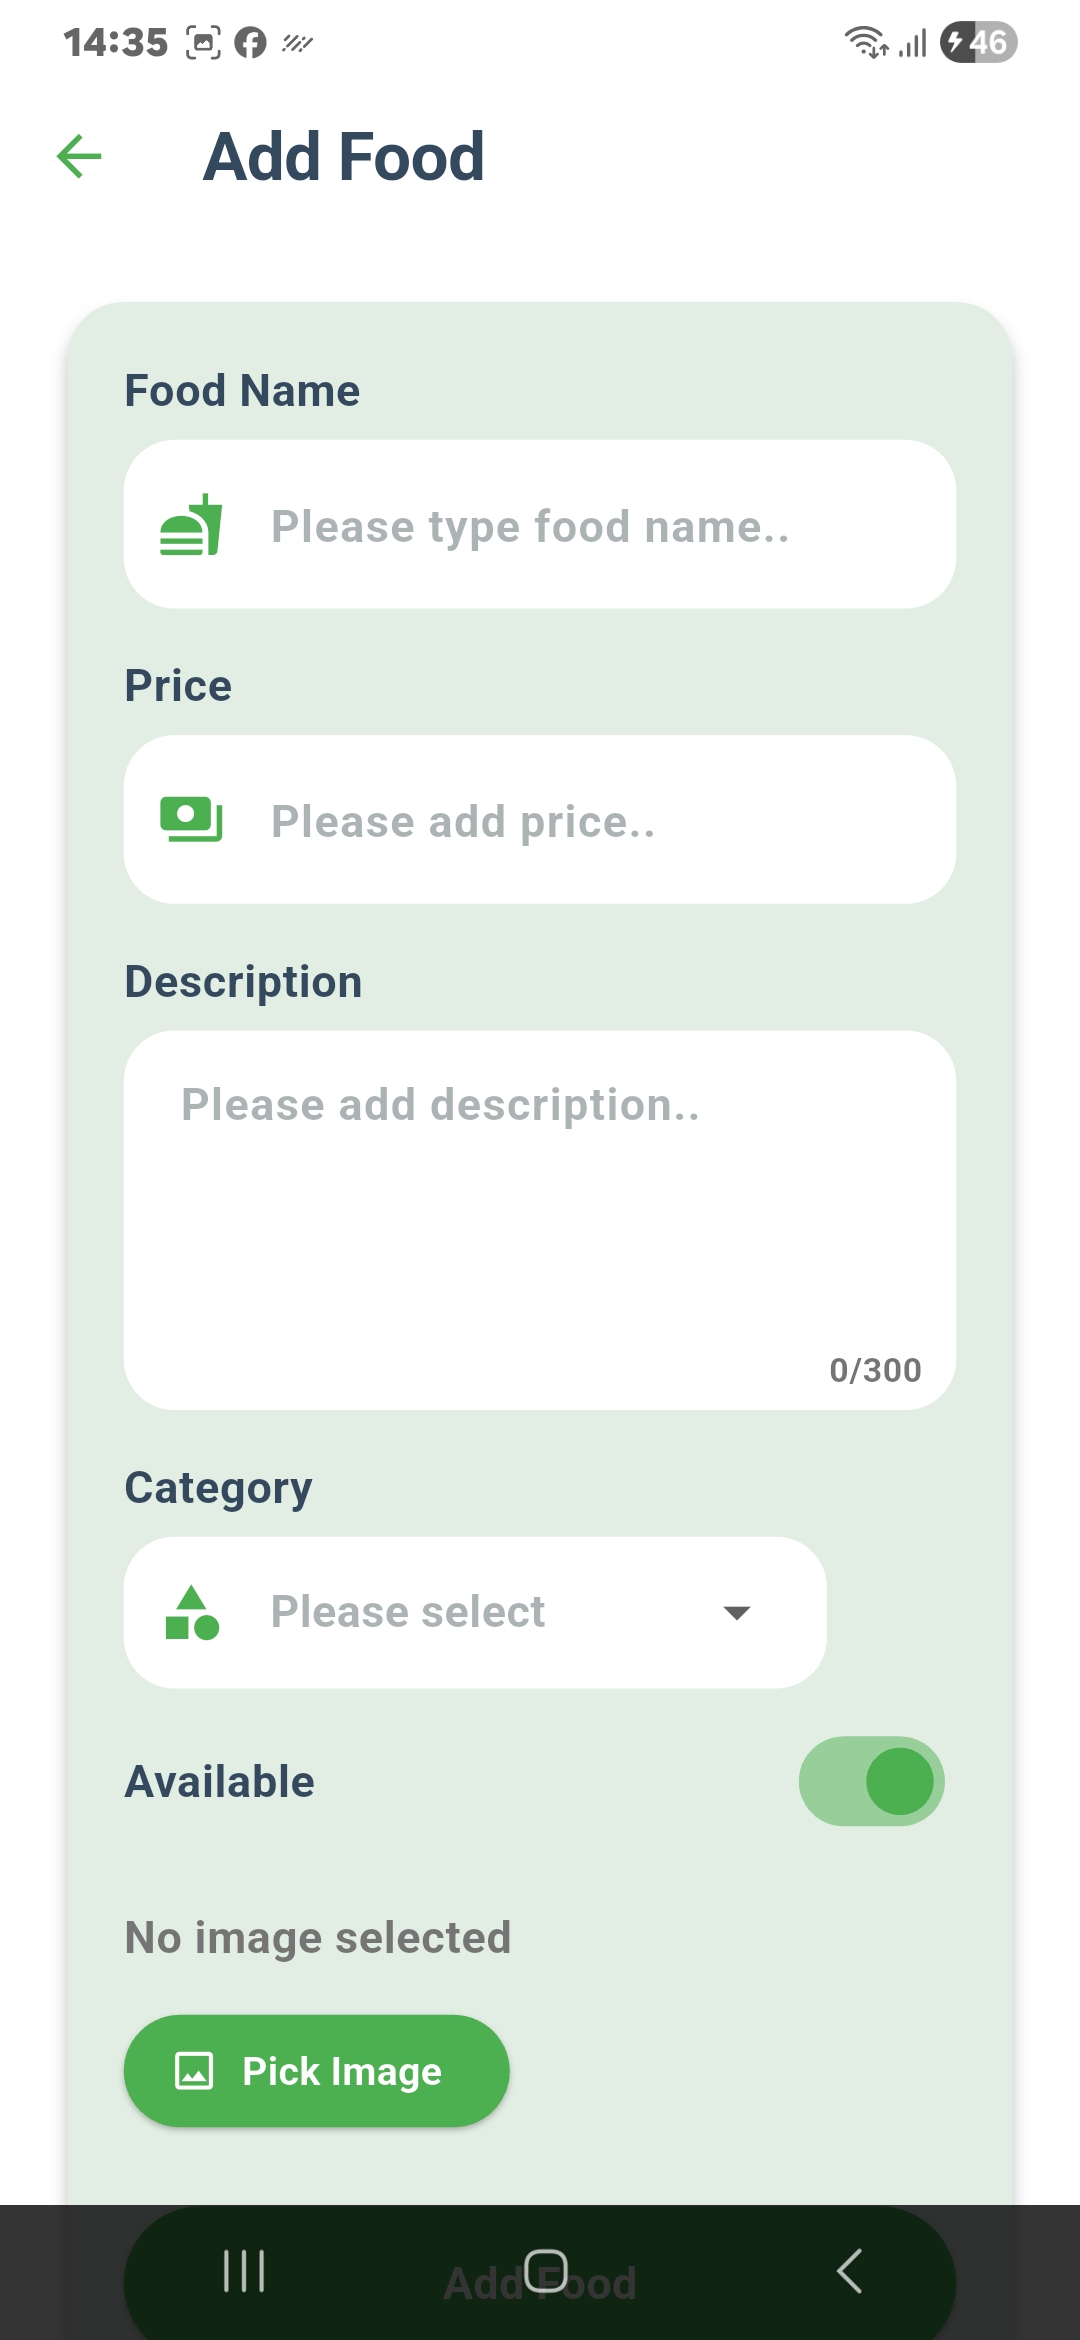 14:35
46
Add Food
Food Name
Please type food name..
Price
Please add price..
Description
Please add description..
0/300
Category
Please select
Available
No image selected
Pick Image
Add Food